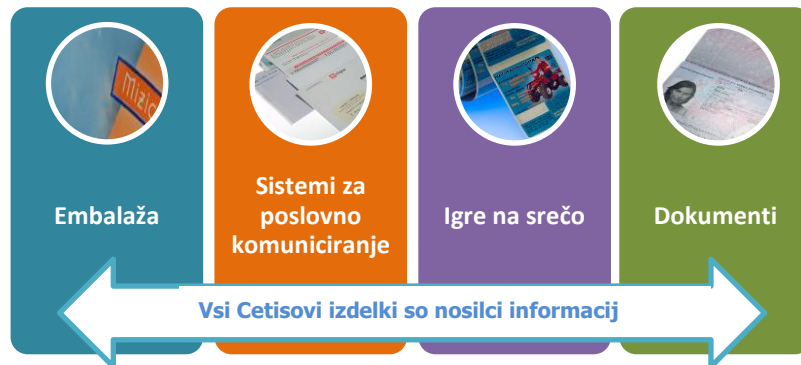 Embalaža
Sistemi za
poslovno
komuniciranje
Igre na srečo
Dokumenti
Vsi Cetisovi izdelki so nosilci informacij